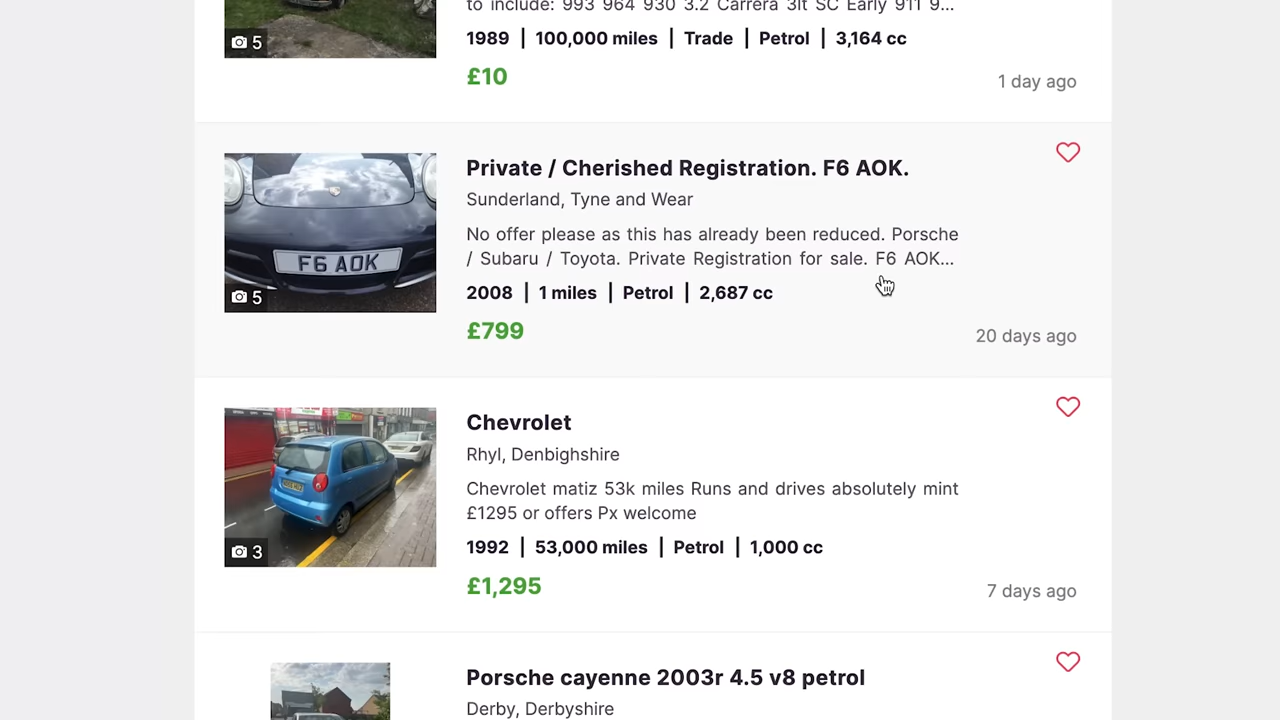 to include: 993 964 930 3.2 Carrera 3lt SC Early 911 9...
5
1989 | 100,000 miles | Trade | Petrol | 3,164 cc
£10
1 day ago
Private / Cherished Registration. F6 AOK.
Sunderland, Tyne and Wear
No offer please as this has already been reduced. Porsche
/ Subaru / Toyota. Private Registration for sale. F6 AOK...
F6 AOK
5
2008 | 1 miles | Petrol | 2,687 cc
£799
20 days ago
Chevrolet
Rhyl, Denbighshire
Chevrolet matiz 53k miles Runs and drives absolutely mint
£1295 or offers Px welcome
3
1992 | 53,000 miles | Petrol | 1,000 cc
£1,295
7 days ago
Porsche cayenne 2003r 4.5 v8 petrol
Derby, Derbyshire